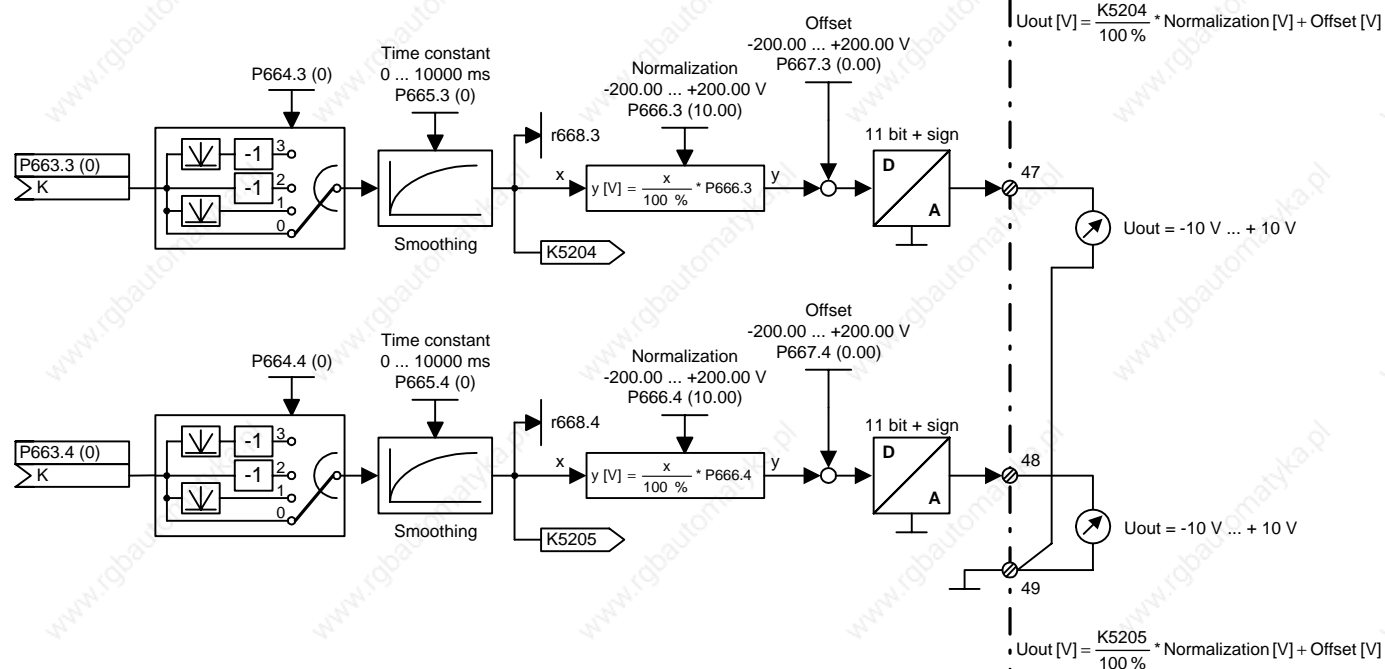 Uout [V] = K5204 / 100 % * Normalization [V] + Offset [V]
Offset
-200.00 ... +200.00 V
P667.3 (0.00)
Time constant
0 ... 10000 ms
P665.3 (0)
Normalization
-200.00 ... +200.00 V
P666.3 (10.00)
P664.3 (0)
11 bit + sign
P663.3 (0)
K
-1
3
-1
2
1
0
Smoothing
r668.3
K5204
x
y [V] = x / 100 % * P666.3
y
D
A
47
Uout = -10 V ... + 10 V
Offset
-200.00 ... +200.00 V
P667.4 (0.00)
Time constant
0 ... 10000 ms
P665.4 (0)
Normalization
-200.00 ... +200.00 V
P666.4 (10.00)
P664.4 (0)
11 bit + sign
P663.4 (0)
K
-1
3
-1
2
1
0
Smoothing
r668.4
K5205
x
y [V] = x / 100 % * P666.4
y
D
A
48
Uout = -10 V ... + 10 V
49
Uout [V] = K5205 / 100 % * Normalization [V] + Offset [V]
www.rgbautomatyka.pl